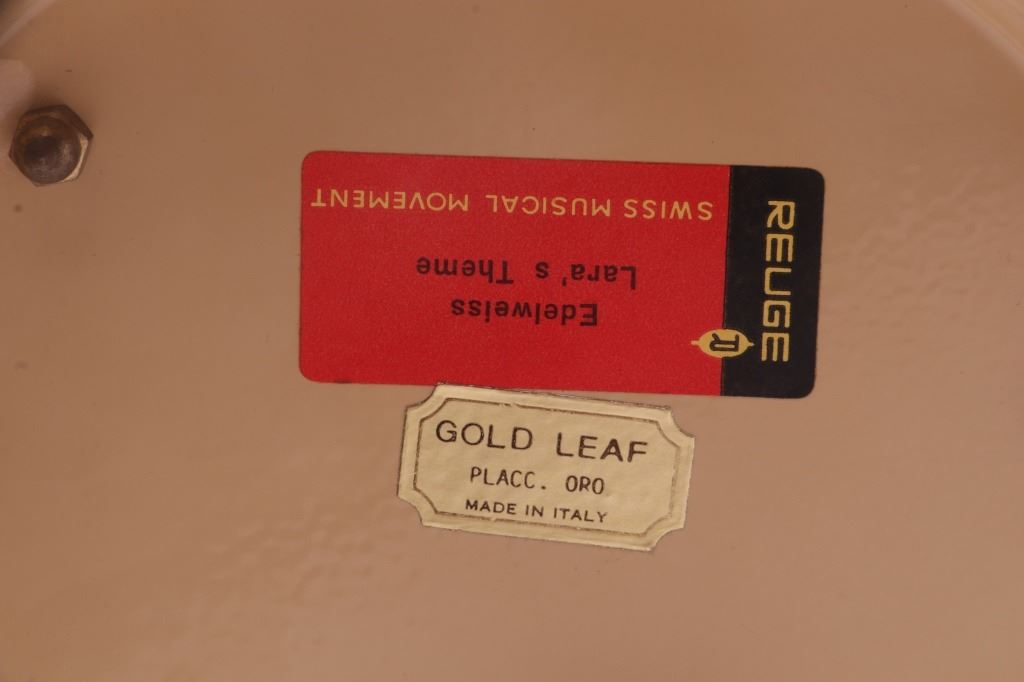 SWISS MUSICAL MOVEMENT
Lara's Theme
Edelweiss
REUGE
R
GOLD LEAF
PLACC. ORO
MADE IN ITALY